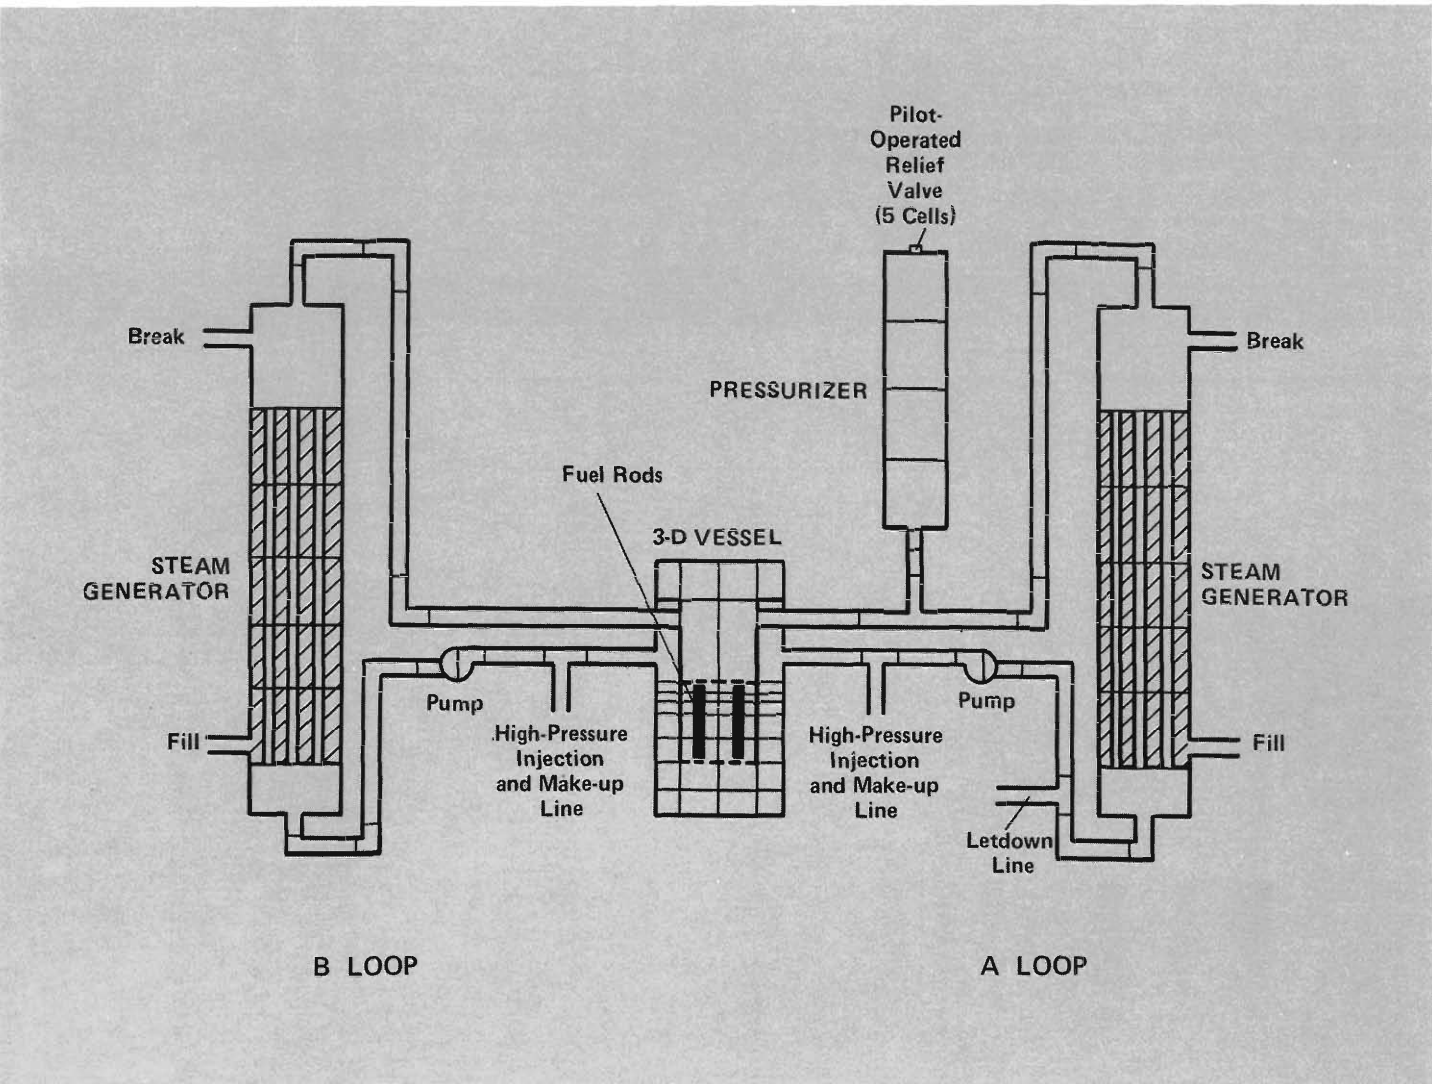 Pilot-
Operated
Relief
Valve
(5 Cells)
Break
Break
PRESSURIZER
Fuel Rods
3-D VESSEL
STEAM
GENERATOR
STEAM
GENERATOR
Pump
Pump
Fill
High-Pressure
Injection
and Make-up
Line
High-Pressure
Injection
and Make-up
Line
Fill
Letdown
Line
B LOOP
A LOOP